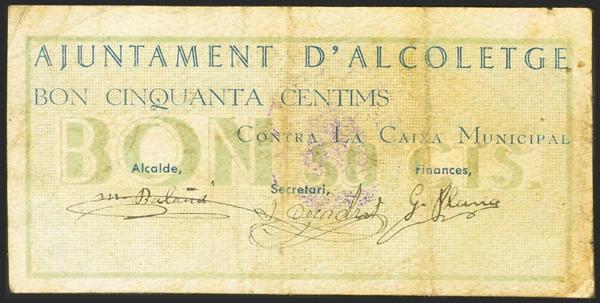 AJUNTAMENT D'ALCOLETGE
BON CINQUANTA CENTIMS
CONTRA LA CAIXA MUNICIPAL
BON 50 CTS.
Alcalde, Secretari, Finances,